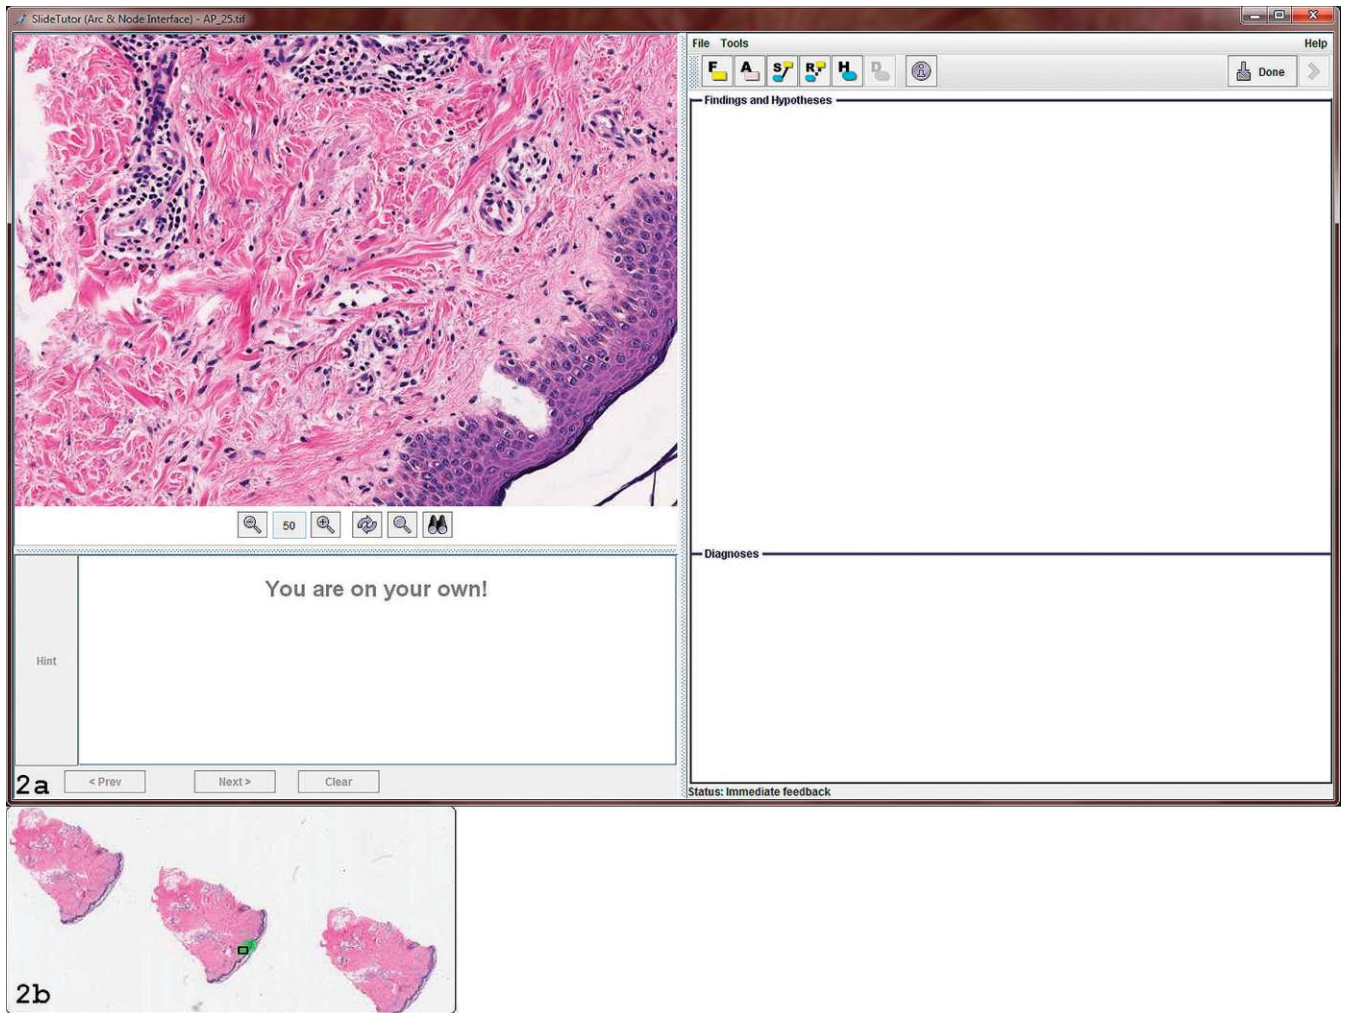 SlideTutor (Arc & Node Interface) - AP_25.tif
File Tools Help
F A S R H D i Done
Findings and Hypotheses
50
Diagnoses
You are on your own!
Hint
2a < Prev Next > Clear
Status: Immediate feedback
2b